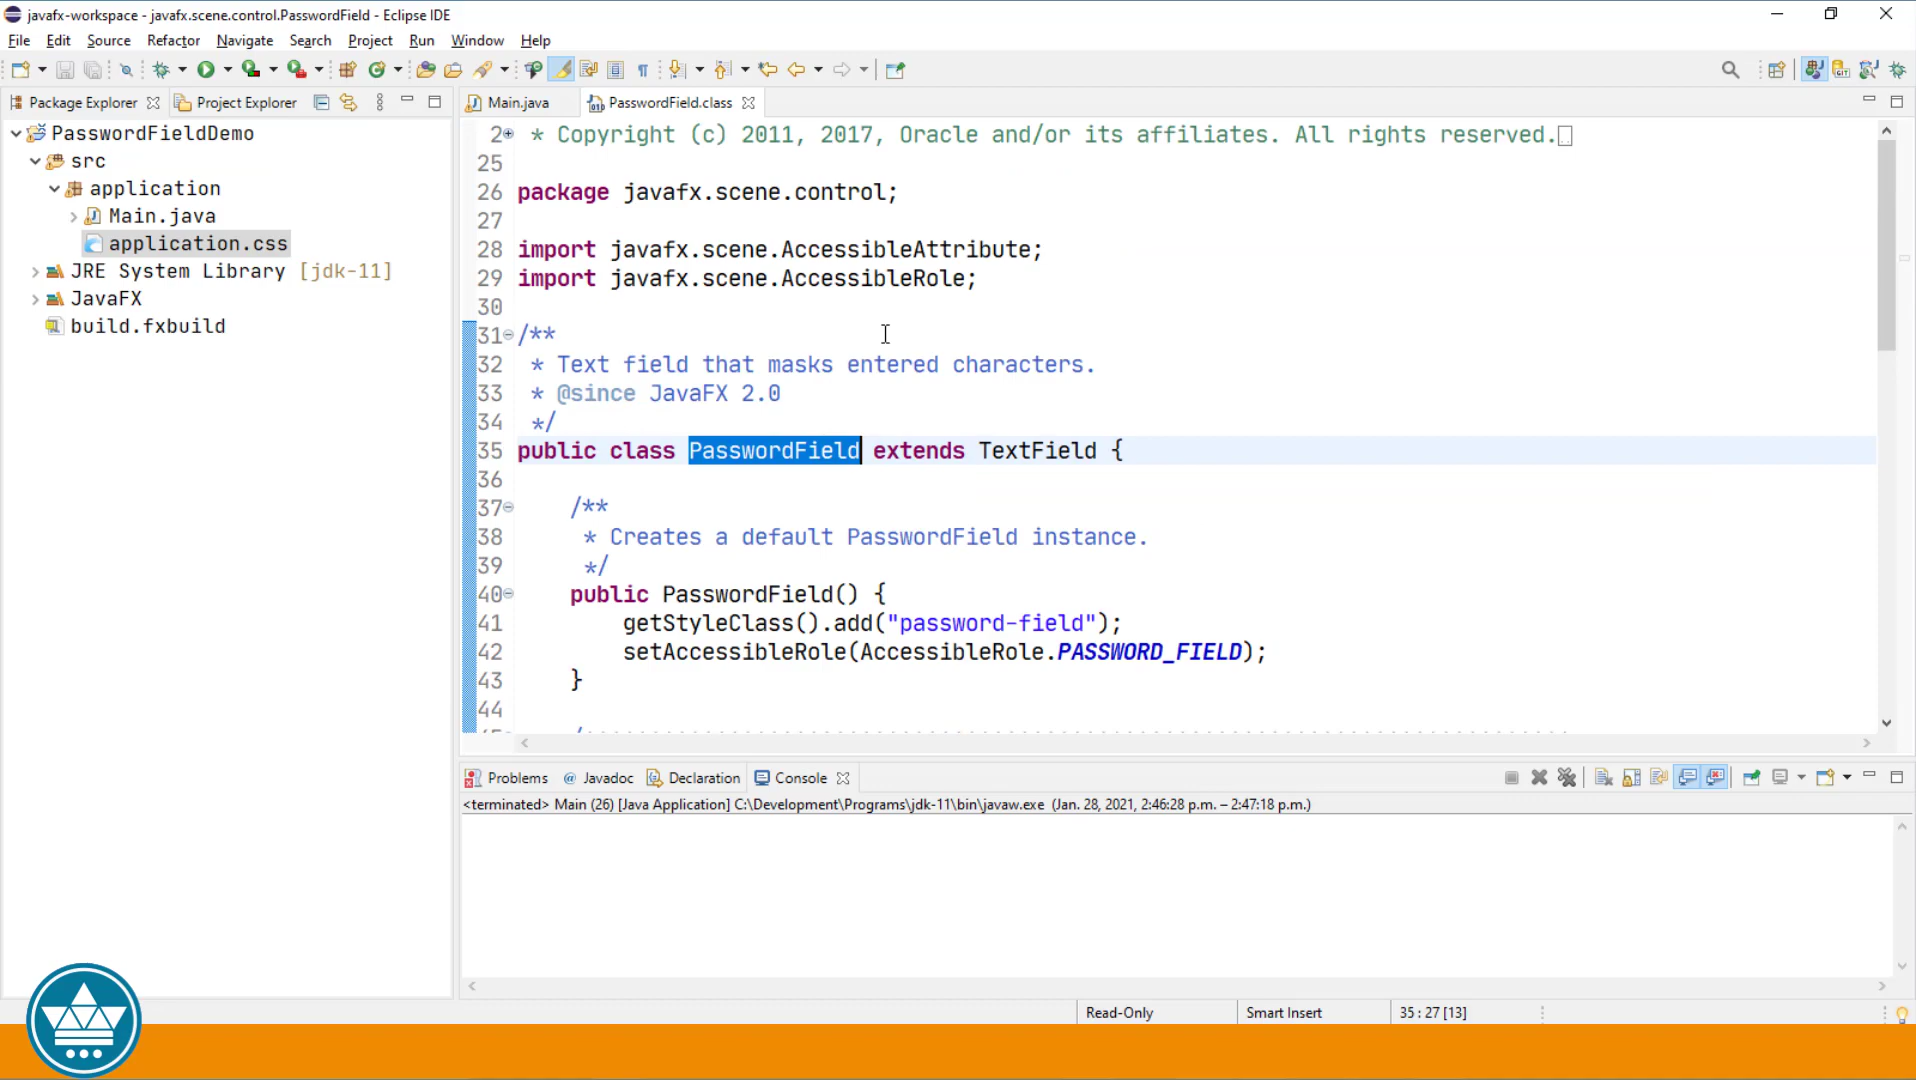 javafx-workspace - javafx.scene.control.PasswordField - Eclipse IDE
File Edit Source Refactor Navigate Search Project Run Window Help
Package Explorer Project Explorer
PasswordFieldDemo
src
application
Main.java
application.css
JRE System Library [jdk-11]
JavaFX
build.fxbuild
Main.java PasswordField.class
2 * Copyright (c) 2011, 2017, Oracle and/or its affiliates. All rights reserved.
25
26 package javafx.scene.control;
27
28 import javafx.scene.AccessibleAttribute;
29 import javafx.scene.AccessibleRole;
30
31 /**
32 * Text field that masks entered characters.
33 * @since JavaFX 2.0
34 */
35 public class PasswordField extends TextField {
36
37 /**
38 * Creates a default PasswordField instance.
39 */
40 public PasswordField() {
41 getStyleClass().add("password-field");
42 setAccessibleRole(AccessibleRole.PASSWORD_FIELD);
43 }
44
Problems @ Javadoc Declaration Console
<terminated> Main (26) [Java Application] C:\Development\Programs\jdk-11\bin\javaw.exe (Jan. 28, 2021, 2:46:28 p.m. – 2:47:18 p.m.)
Read-Only Smart Insert 35 : 27 [13]